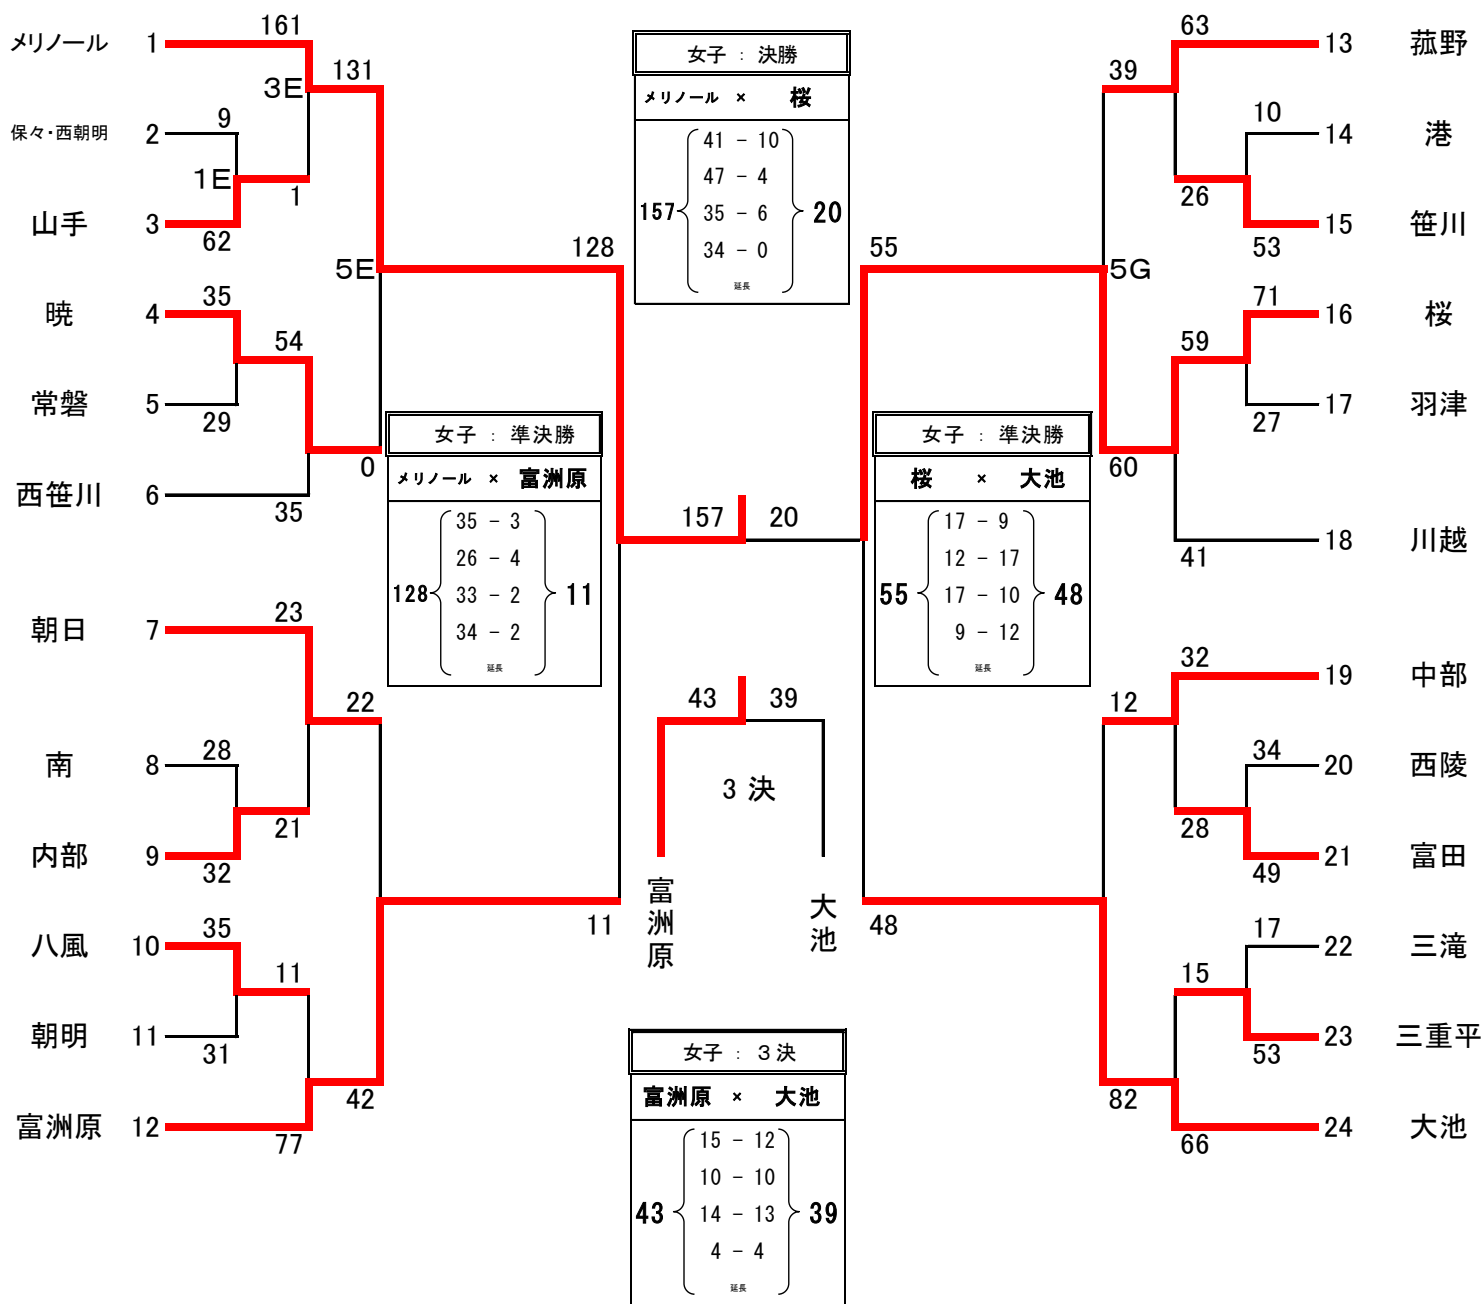 メリノール 1 161
3E 131
保々・西朝明 2 9
1E 1
山手 3 62
5E 128
暁 4 35
54
常磐 5 29
0
西笹川 6 35
朝日 7 23
22
南 8 28
21
内部 9 32
11
八風 10 35
11
朝明 11 31
42
富洲原 12 77
女子 : 決勝
メリノール × 桜
41 - 10
47 - 4
157 35 - 6 20
34 - 0
延長
女子 : 準決勝
メリノール × 富洲原
35 - 3
26 - 4
128 33 - 2 11
34 - 2
延長
157 20
43 39
3 決
富洲原
大池
女子 : 準決勝
桜 × 大池
17 - 9
12 - 17
55 17 - 10 48
9 - 12
延長
女子 : 3決
富洲原 × 大池
15 - 12
10 - 10
43 14 - 13 39
4 - 4
延長
63 13 菰野
39
10 14 港
26
53 15 笹川
55 5G
71 16 桜
59
27 17 羽津
60
41 18 川越
32 19 中部
12
34 20 西陵
28
49 21 富田
48
17 22 三滝
15
53 23 三重平
82
66 24 大池